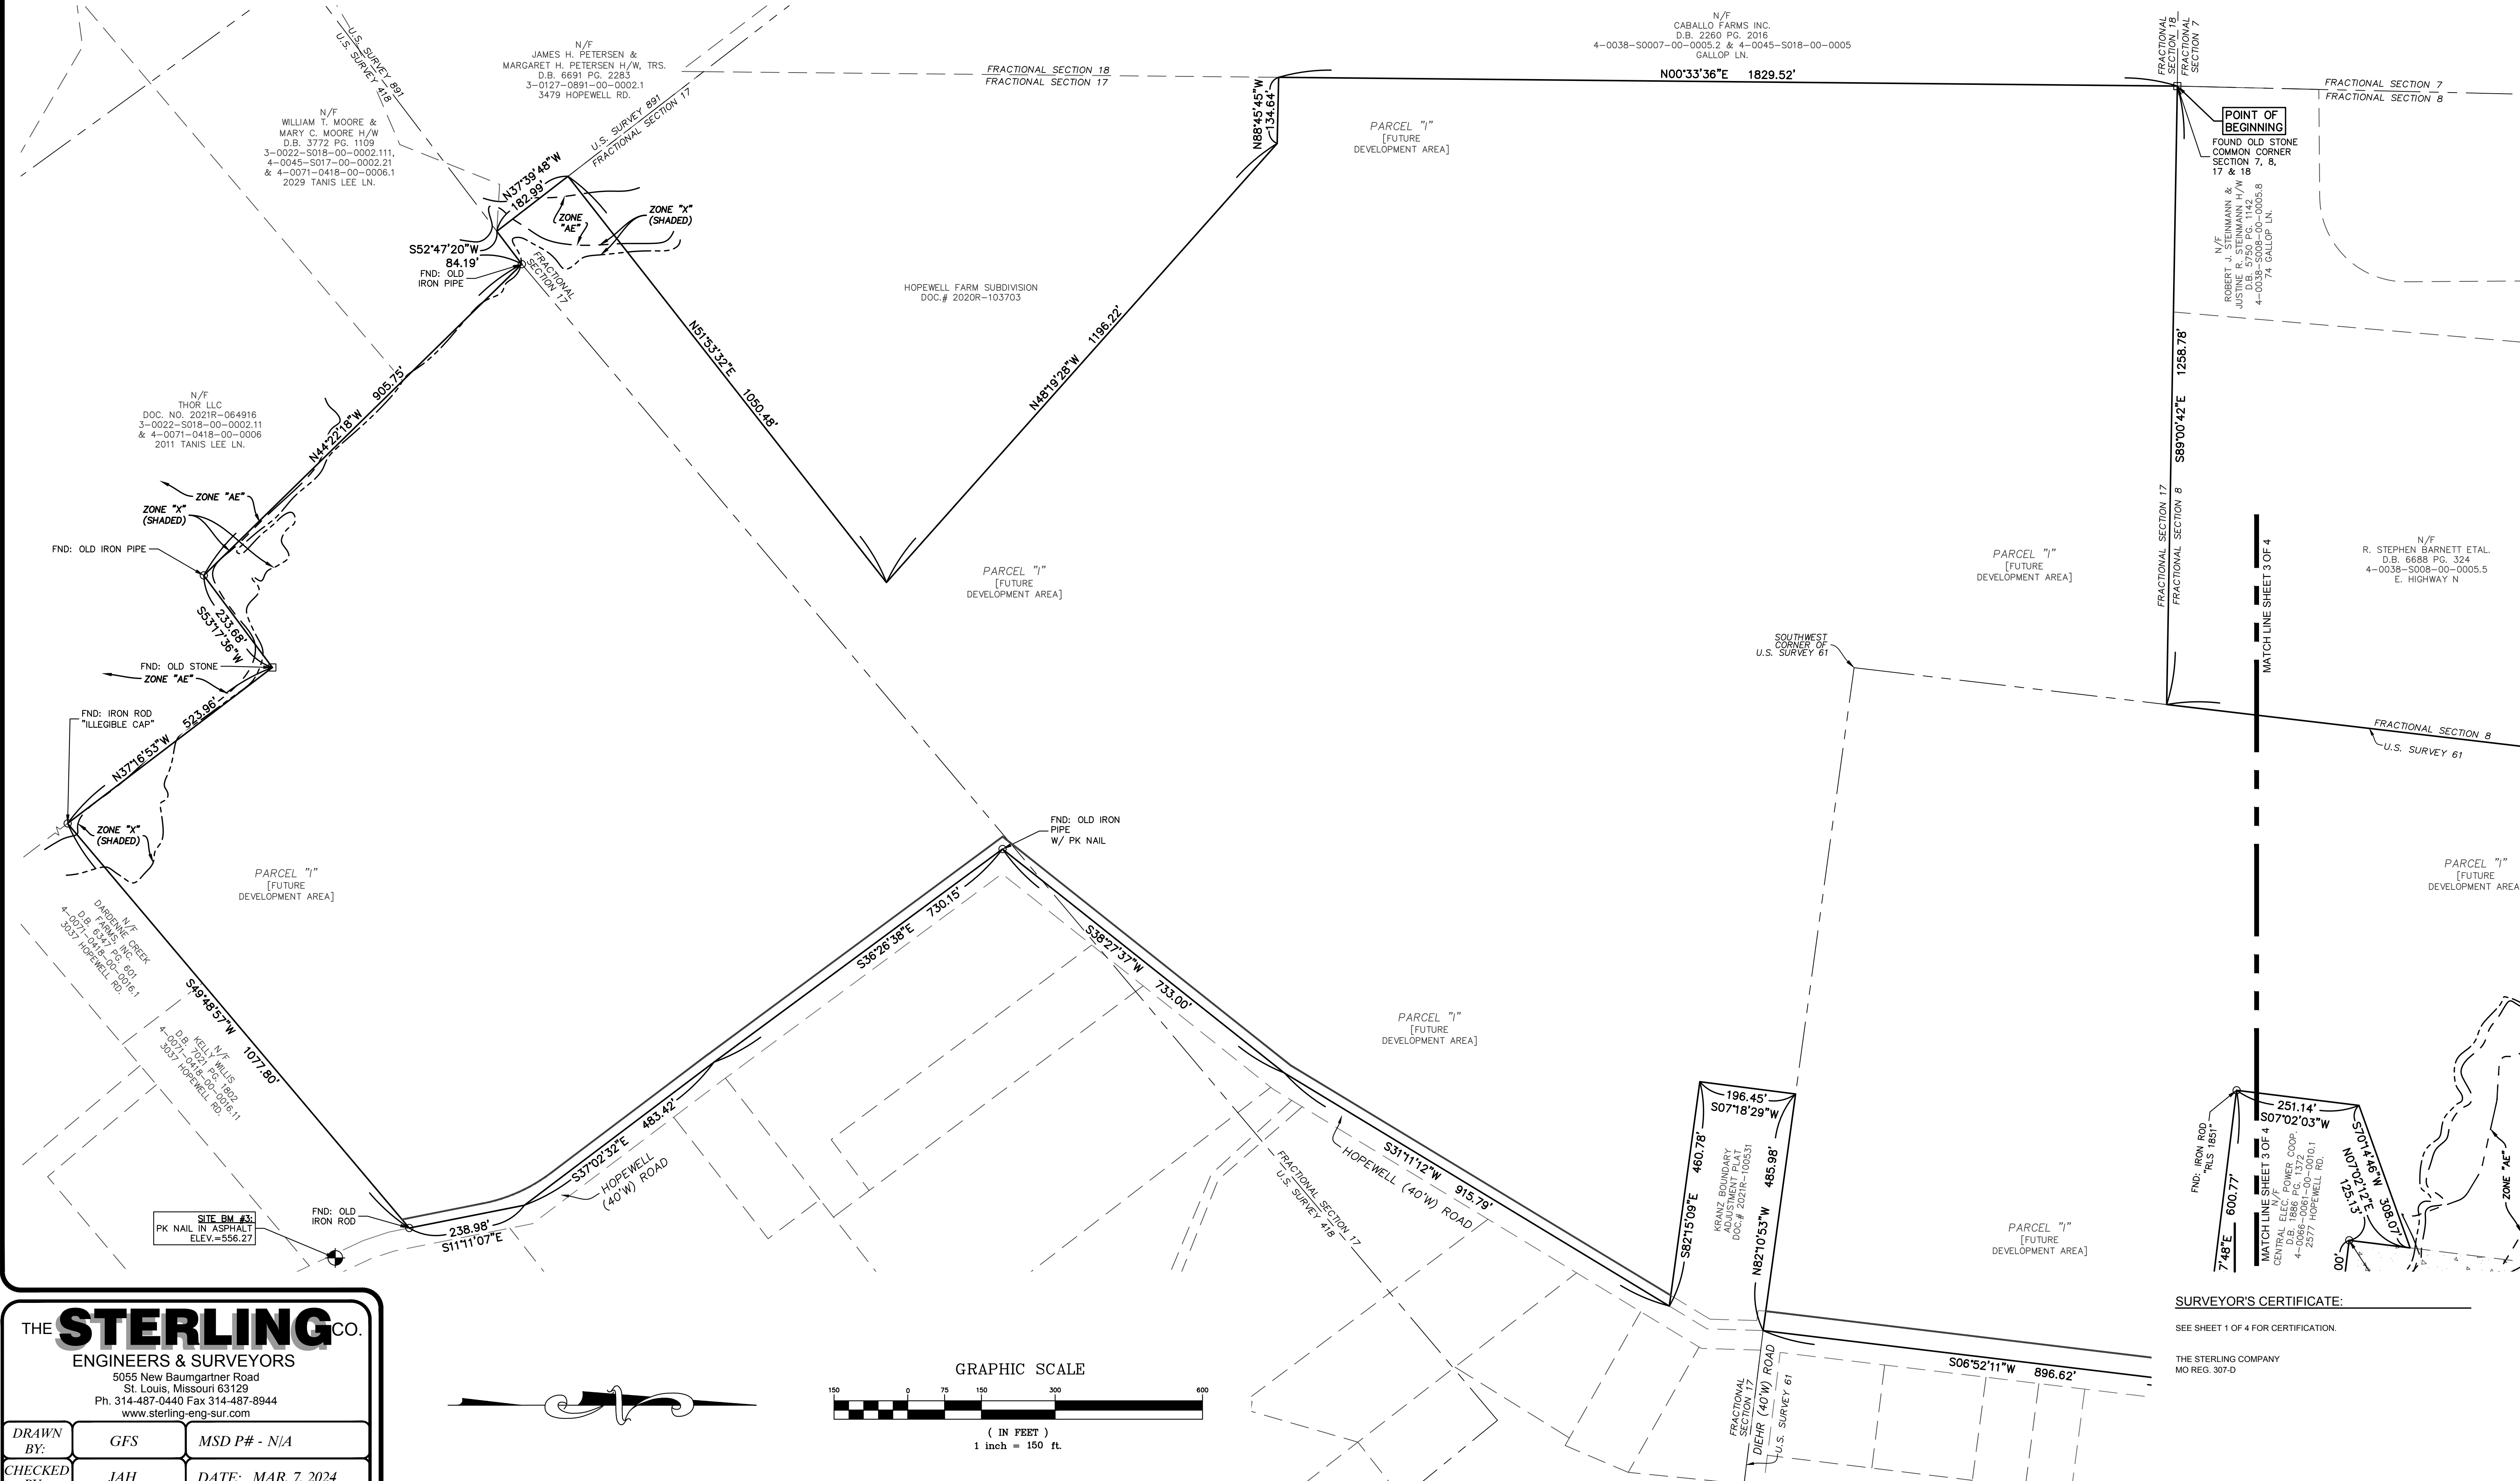 U.S. SURVEY 891
U.S. SURVEY 418
N/F
JAMES H. PETERSEN &
MARGARET H. PETERSEN H/W, TRS.
D.B. 6691 PG. 2283
3-0127-0891-00-0002.1
3479 HOPEWELL RD.
N/F
WILLIAM T. MOORE &
MARY C. MOORE H/W
D.B. 3772 PG. 1109
3-0022-S018-00-0002.111,
4-0045-S017-00-0002.21
& 4-0071-0418-00-0006.1
2029 TANIS LEE LN.
U.S. SURVEY 891
FRACTIONAL SECTION 17
FRACTIONAL SECTION 18
FRACTIONAL SECTION 17
N/F
CABALLO FARMS INC.
D.B. 2260 PG. 2016
4-0038-S0007-00-0005.2 & 4-0045-S018-00-0005
GALLOP LN.
N00°33'36"E 1829.52'
FRACTIONAL
SECTION 18
FRACTIONAL
SECTION 7
FRACTIONAL SECTION 7
FRACTIONAL SECTION 8
POINT OF
BEGINNING
FOUND OLD STONE
COMMON CORNER
SECTION 7, 8,
17 & 18
N/F
ROBERT J. STEINMANN &
JUSTINE R. STEINMANN H/W
D.B. 5750 PG. 1142
4-0038-S008-00-0005.8
74 GALLOP LN.
N88°45'45"W
134.64'
PARCEL "1"
[FUTURE
DEVELOPMENT AREA]
N37°39'48"W
182.99'
ZONE
"AE"
ZONE "X"
(SHADED)
S52°47'20"W
84.19'
FND: OLD
IRON PIPE
FRACTIONAL
SECTION 17
HOPEWELL FARM SUBDIVISION
DOC.# 2020R-103703
N51°53'32"E 1050.48'
N48°19'28"W 1196.22'
S89°00'42"E 1258.78'
FRACTIONAL SECTION 17
FRACTIONAL SECTION 8
N/F
THOR LLC
DOC. NO. 2021R-064916
3-0022-S018-00-0002.11
& 4-0071-0418-00-0006
2011 TANIS LEE LN.
N44°22'18"W 905.75'
ZONE "AE"
ZONE "X"
(SHADED)
FND: OLD IRON PIPE
233.68'
S53°17'36"W
FND: OLD STONE
ZONE "AE"
FND: IRON ROD
"ILLEGIBLE CAP"
N37°16'53"W 523.96'
ZONE "X"
(SHADED)
PARCEL "1"
[FUTURE
DEVELOPMENT AREA]
PARCEL "1"
[FUTURE
DEVELOPMENT AREA]
PARCEL "1"
[FUTURE
DEVELOPMENT AREA]
MATCH LINE SHEET 3 OF 4
N/F
R. STEPHEN BARNETT ETAL.
D.B. 6688 PG. 324
4-0038-S008-00-0005.5
E. HIGHWAY N
SOUTHWEST
CORNER OF
U.S. SURVEY 61
FRACTIONAL SECTION 8
U.S. SURVEY 61
FND: OLD IRON
PIPE
W/ PK NAIL
PARCEL "1"
[FUTURE
DEVELOPMENT AREA
N/F
DARDENNE CREEK
FARMS, INC.
D.B. 6347 PG. 601
4-0071-0418-00-0016.1
3037 HOPEWELL RD.
S49°48'57"W 1077.80'
N/F
KELLY WILLIS
D.B. 7021 PG. 1802
4-0071-0418-00-0016.11
3037 HOPEWELL RD.
S36°26'38"E 730.15'
S38°27'37"W 733.00'
PARCEL "1"
[FUTURE
DEVELOPMENT AREA]
S37°02'32"E 483.42'
HOPEWELL
(40'W) ROAD
FND: OLD
IRON ROD
238.98'
S11°11'07"E
SITE BM #3:
PK NAIL IN ASPHALT
ELEV.=556.27
FRACTIONAL SECTION 17
U.S. SURVEY 418
S31°11'12"W 915.79'
HOPEWELL (40'W) ROAD
196.45'
S07°18'29"W
S82°15'09"E 460.78'
KRANZ BOUNDARY
ADJUSTMENT PLAT
DOC.# 2021R-100531
N82°10'53"W 485.98'
PARCEL "1"
[FUTURE
DEVELOPMENT AREA]
FND: IRON ROD
"RLS 1851"
251.14'
S07°02'03"W
7'48"E 600.77'
MATCH LINE SHEET 3 OF 4
N/F
CENTRAL ELEC. POWER COOP.
D.B. 1886 PG. 1372
4-0066-0061-00-0010.1
2577 HOPEWELL RD.
S70°14'46"W 308.07'
N07°02'12"E
125.13'
00'
ZONE "AE"
S06°52'11"W 896.62'
FRACTIONAL
SECTION 17
DIEHR (40'W) ROAD
U.S. SURVEY 61
SURVEYOR'S CERTIFICATE:
SEE SHEET 1 OF 4 FOR CERTIFICATION.
THE STERLING COMPANY
MO REG. 307-D
THE STERLING CO.
ENGINEERS & SURVEYORS
5055 New Baumgartner Road
St. Louis, Missouri 63129
Ph. 314-487-0440 Fax 314-487-8944
www.sterling-eng-sur.com
DRAWN
BY:
GFS
MSD P# - N/A
CHECKED
JAH
DATE: MAR. 7, 2024
GRAPHIC SCALE
150 0 75 150 300 600
( IN FEET )
1 inch = 150 ft.